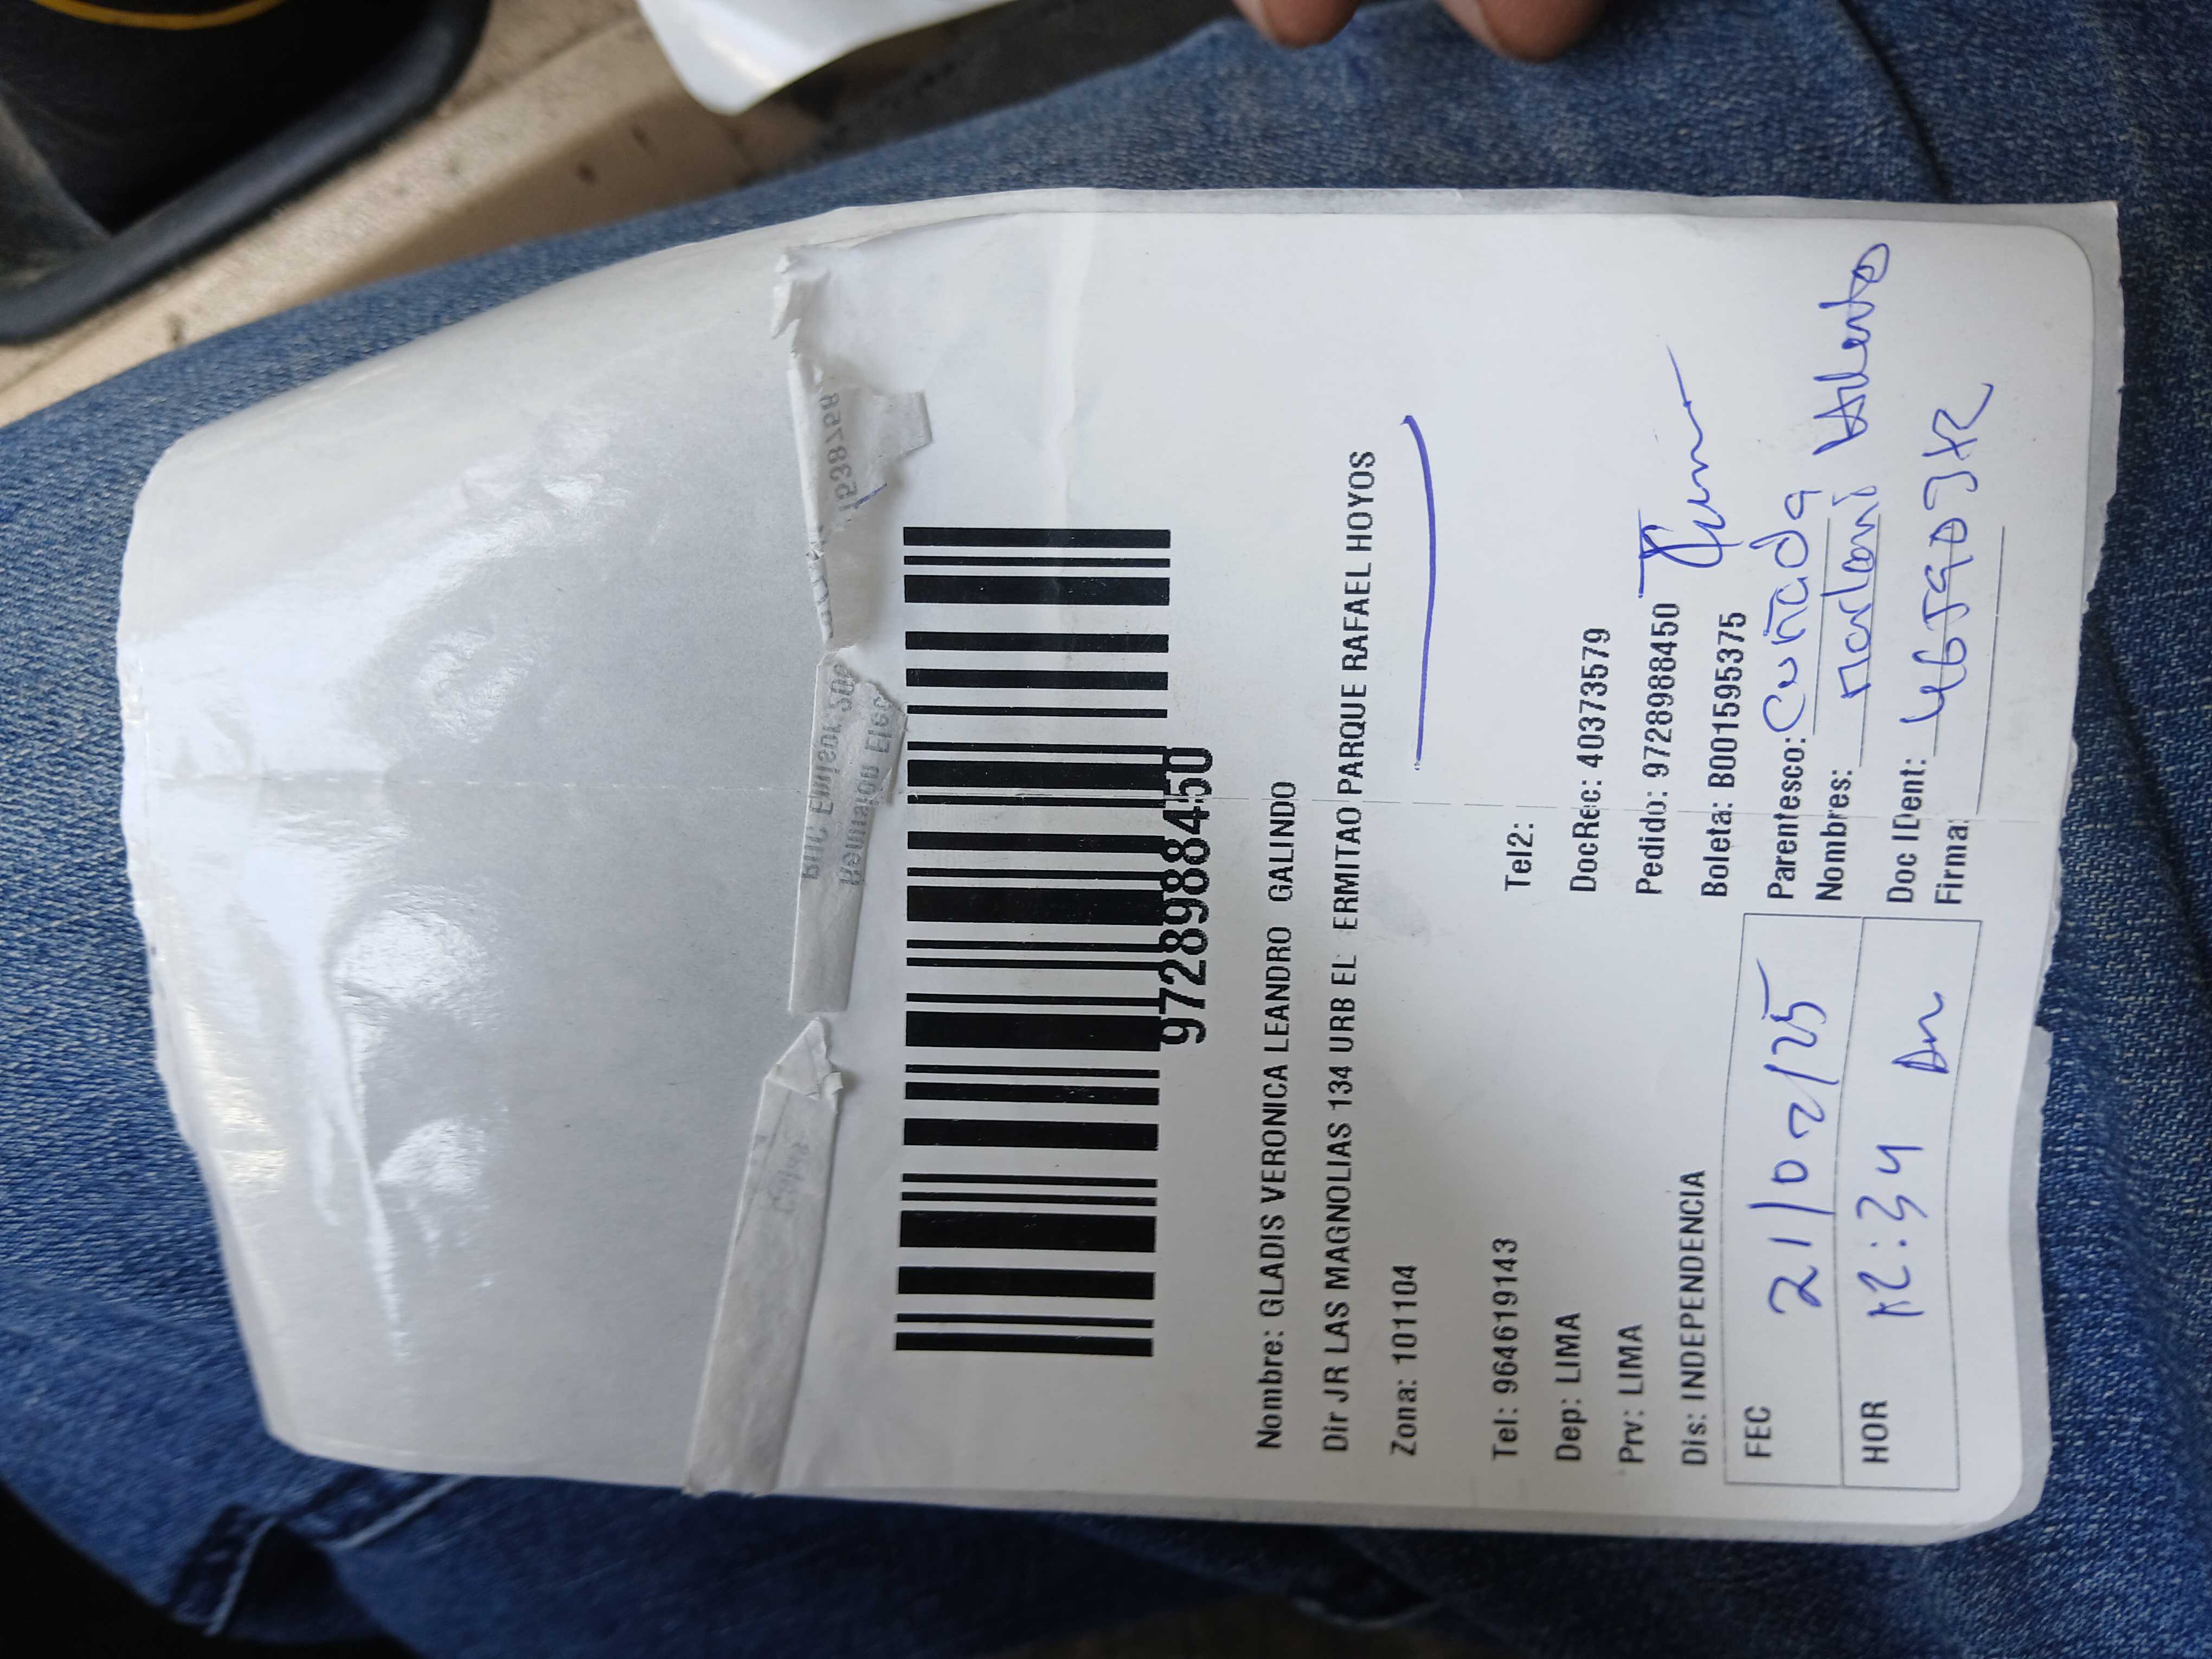 97289888450
Nombre: GLADIS VERONICA LEANDRO GALINDO
Dir JR LAS MAGNOLIAS 134 URB EL ERMITAO PARQUE RAFAEL HOYOS
Zona: 101104
Tel: 964619143 Tel2:
Dep: LIMA DocRec: 40373579
Prv: LIMA Pedido: 97289888450
Dis: INDEPENDENCIA Boleta: B001595375
FEC 21/02/25 Parentesco: Cuñada
Nombres:
HOR 12:34 Doc IDent:
Firma: